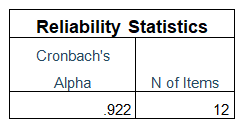 Reliability Statistics
Cronbach's
Alpha N of Items
.922 12